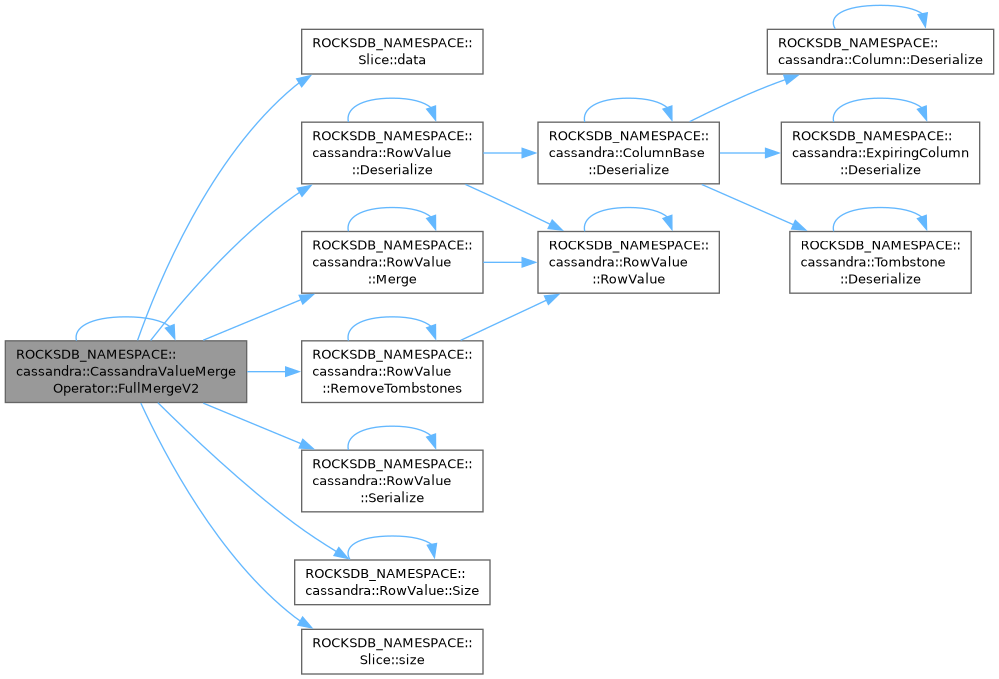 ROCKSDB_NAMESPACE::
cassandra::CassandraValueMerge
Operator::FullMergeV2
ROCKSDB_NAMESPACE::
Slice::data
ROCKSDB_NAMESPACE::
cassandra::RowValue
::Deserialize
ROCKSDB_NAMESPACE::
cassandra::RowValue
::Merge
ROCKSDB_NAMESPACE::
cassandra::RowValue
::RemoveTombstones
ROCKSDB_NAMESPACE::
cassandra::RowValue
::Serialize
ROCKSDB_NAMESPACE::
cassandra::RowValue::Size
ROCKSDB_NAMESPACE::
Slice::size
ROCKSDB_NAMESPACE::
cassandra::ColumnBase
::Deserialize
ROCKSDB_NAMESPACE::
cassandra::RowValue
::RowValue
ROCKSDB_NAMESPACE::
cassandra::Column::Deserialize
ROCKSDB_NAMESPACE::
cassandra::ExpiringColumn
::Deserialize
ROCKSDB_NAMESPACE::
cassandra::Tombstone
::Deserialize